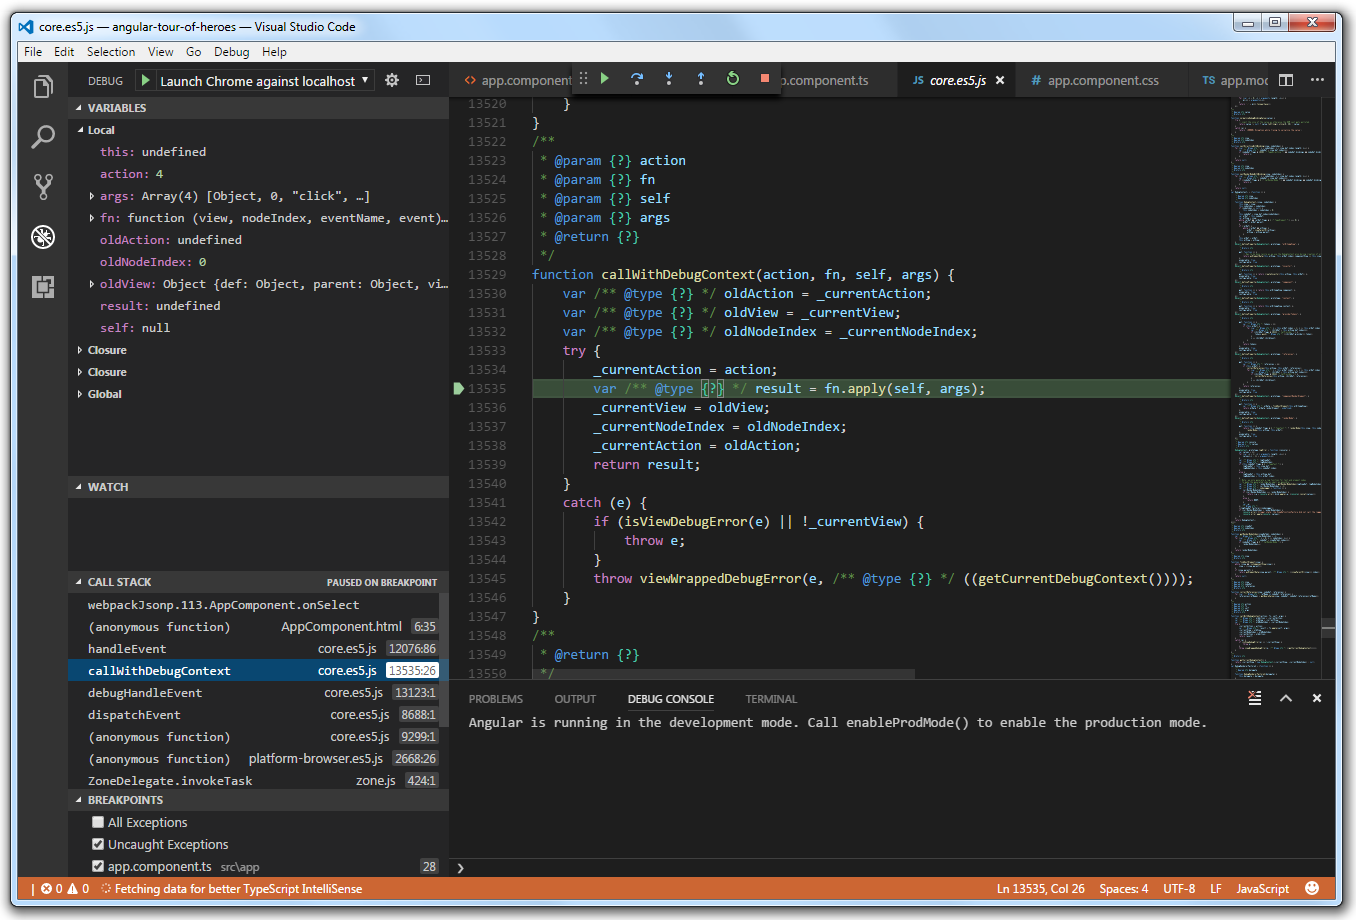 core.es5.js — angular-tour-of-heroes — Visual Studio Code
File Edit Selection View Go Debug Help
DEBUG Launch Chrome against localhost
app.component p.component.ts JS core.es5.js # app.component.css TS app.moc
VARIABLES
Local
this: undefined
action: 4
args: Array(4) [Object, 0, "click", …]
fn: function (view, nodeIndex, eventName, event)…
oldAction: undefined
oldNodeIndex: 0
oldView: Object {def: Object, parent: Object, vi…
result: undefined
self: null
Closure
Closure
Global
WATCH
CALL STACK PAUSED ON BREAKPOINT
webpackJsonp.113.AppComponent.onSelect
(anonymous function) AppComponent.html 6:35
handleEvent core.es5.js 12076:86
callWithDebugContext core.es5.js 13535:26
debugHandleEvent core.es5.js 13123:1
dispatchEvent core.es5.js 8688:1
(anonymous function) core.es5.js 9299:1
(anonymous function) platform-browser.es5.js 2668:26
ZoneDelegate.invokeTask zone.js 424:1
BREAKPOINTS
All Exceptions
Uncaught Exceptions
app.component.ts src\app 28
13520 }
13521 }
13522 /**
13523 * @param {?} action
13524 * @param {?} fn
13525 * @param {?} self
13526 * @param {?} args
13527 * @return {?}
13528 */
13529 function callWithDebugContext(action, fn, self, args) {
13530 var /** @type {?} */ oldAction = _currentAction;
13531 var /** @type {?} */ oldView = _currentView;
13532 var /** @type {?} */ oldNodeIndex = _currentNodeIndex;
13533 try {
13534 _currentAction = action;
13535 var /** @type {?} */ result = fn.apply(self, args);
13536 _currentView = oldView;
13537 _currentNodeIndex = oldNodeIndex;
13538 _currentAction = oldAction;
13539 return result;
13540 }
13541 catch (e) {
13542 if (isViewDebugError(e) || !_currentView) {
13543 throw e;
13544 }
13545 throw viewWrappedDebugError(e, /** @type {?} */ ((getCurrentDebugContext())));
13546 }
13547 }
13548 /**
13549 * @return {?}
13550 */
PROBLEMS OUTPUT DEBUG CONSOLE TERMINAL
Angular is running in the development mode. Call enableProdMode() to enable the production mode.
0 0 Fetching data for better TypeScript IntelliSense Ln 13535, Col 26 Spaces: 4 UTF-8 LF JavaScript